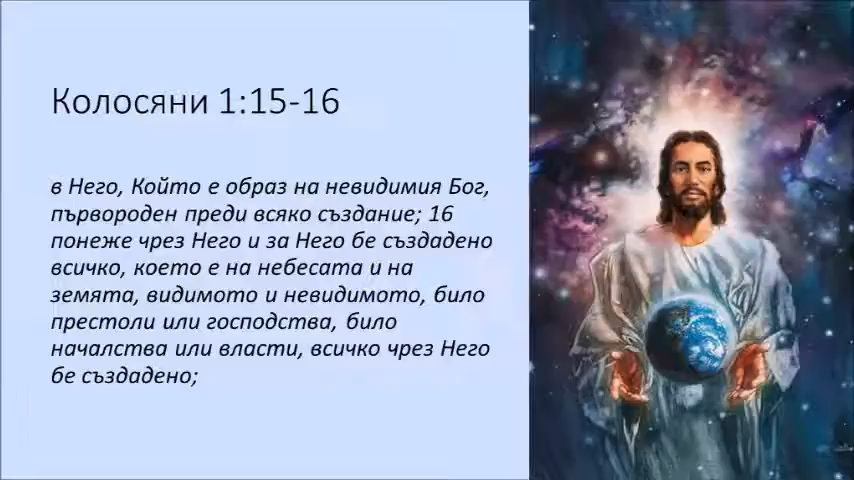 Колосяни 1:15-16
в Него, Който е образ на невидимия Бог,
първороден преди всяко създание; 16
понеже чрез Него и за Него бе създадено
всичко, което е на небесата и на
земята, видимото и невидимото, било
престоли или господства, било
началства или власти, всичко чрез Него
бе създадено;